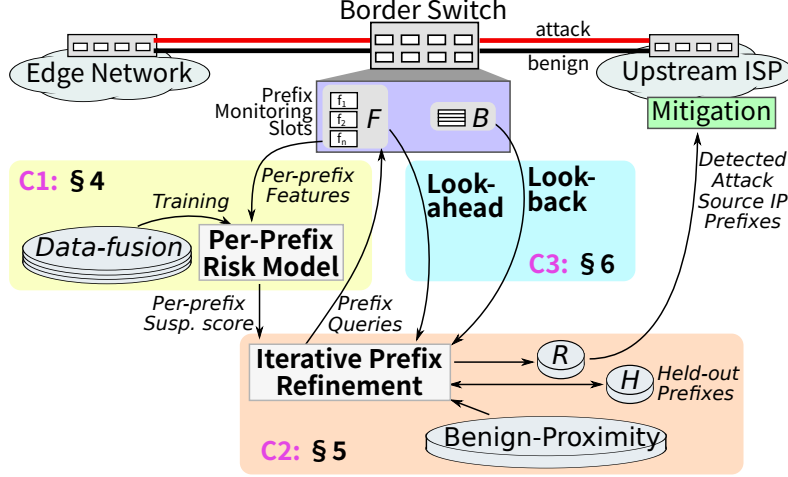 Border Switch
attack
benign
Edge Network
Upstream ISP
Mitigation
Prefix
Monitoring
Slots
f1
f2
fn
F
B
C1: § 4
Training
Per-prefix
Features
Data-fusion
Per-Prefix
Risk Model
Look-
ahead
Look-
back
C3: § 6
Detected
Attack
Source IP
Prefixes
Per-prefix
Susp. score
Prefix
Queries
Iterative Prefix
Refinement
R
H
Held-out
Prefixes
Benign-Proximity
C2: § 5